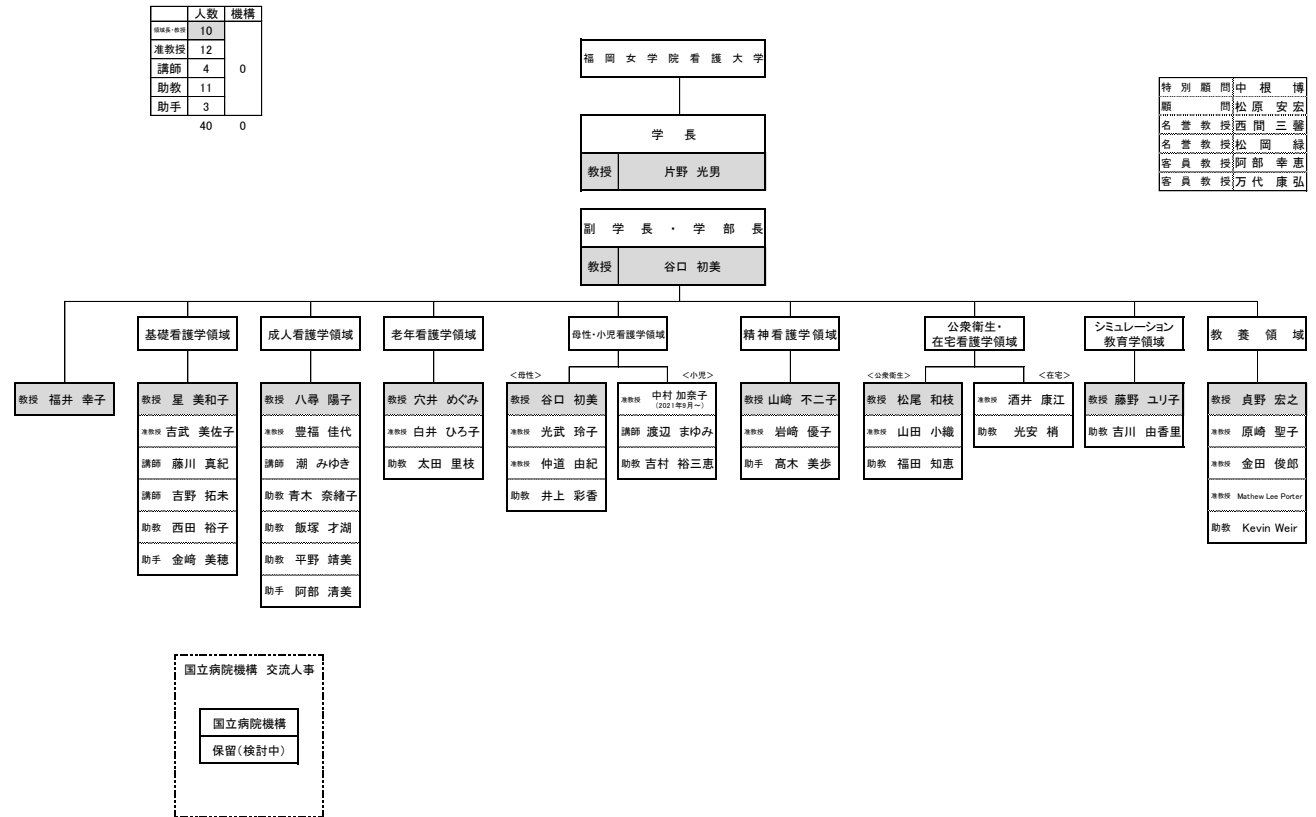 人数 機構
領域長・教授 10
准教授 12
講師 4 0
助教 11
助手 3
40 0
福岡女学院看護大学
学長
教授 片野 光男
副学長・学部長
教授 谷口 初美
特別顧問 中根 博
顧問 松原 安宏
名誉教授 西間 三馨
名誉教授 松岡 緑
客員教授 阿部 幸恵
客員教授 万代 康弘
教授 福井 幸子
基礎看護学領域
教授 星 美和子
准教授 吉武 美佐子
講師 藤川 真紀
講師 吉野 拓未
助教 西田 裕子
助手 金﨑 美穂
成人看護学領域
教授 八尋 陽子
准教授 豊福 佳代
講師 潮 みゆき
助教 青木 奈緒子
助教 飯塚 才湖
助教 平野 靖美
助手 阿部 清美
老年看護学領域
教授 穴井 めぐみ
准教授 白井 ひろ子
助教 太田 里枝
母性・小児看護学領域
<母性>
教授 谷口 初美
准教授 光武 玲子
准教授 仲道 由紀
助教 井上 彩香
<小児>
准教授 中村 加奈子
(2021年9月~)
講師 渡辺 まゆみ
助教 吉村 裕三恵
精神看護学領域
教授 山﨑 不二子
准教授 岩﨑 優子
助手 髙木 美歩
公衆衛生・
在宅看護学領域
<公衆衛生>
教授 松尾 和枝
准教授 山田 小織
助教 福田 知恵
<在宅>
准教授 酒井 康江
助教 光安 梢
シミュレーション
教育学領域
教授 藤野 ユリ子
助教 吉川 由香里
教養領域
教授 貞野 宏之
准教授 原崎 聖子
准教授 金田 俊郎
准教授 Mathew Lee Porter
助教 Kevin Weir
国立病院機構 交流人事
国立病院機構
保留(検討中)